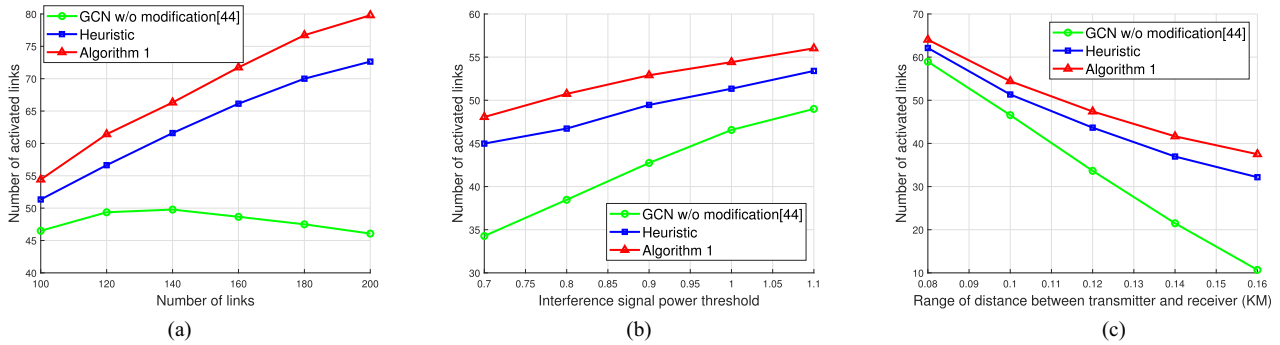 80
75
70
65
60
55
50
45
40
GCN w/o modification[44]
Heuristic
Algorithm 1
Number of activated links
100 120 140 160 180 200
Number of links
(a)
60
55
50
45
40
35
30
GCN w/o modification[44]
Heuristic
Algorithm 1
Number of activated links
0.7 0.75 0.8 0.85 0.9 0.95 1 1.05 1.1
Interference signal power threshold
(b)
70
60
50
40
30
20
10
GCN w/o modification[44]
Heuristic
Algorithm 1
Number of activated links
0.08 0.09 0.1 0.11 0.12 0.13 0.14 0.15 0.16
Range of distance between transmitter and receiver (KM)
(c)